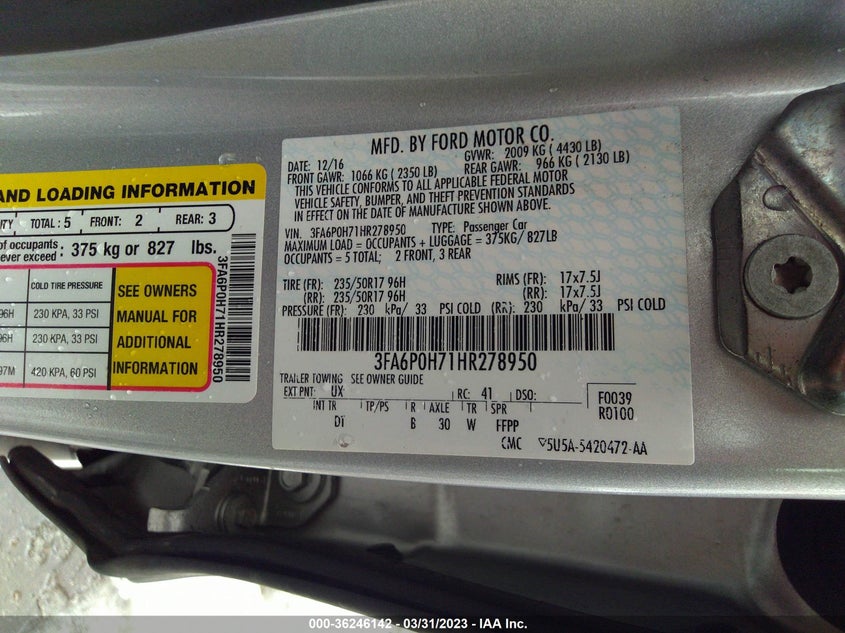 AND LOADING INFORMATION
ITY TOTAL: 5 FRONT: 2 REAR: 3
of occupants
ever exceed : 375 kg or 827 lbs.
COLD TIRE PRESSURE
96H 230 KPA, 33 PSI
96H 230 KPA, 33 PSI
97M 420 KPA, 60 PSI
SEE OWNERS
MANUAL FOR
ADDITIONAL
INFORMATION
3FA6P0H71HR278950
MFD. BY FORD MOTOR CO.
DATE: 12/16 GVWR: 2009 KG ( 4430 LB)
FRONT GAWR: 1066 KG ( 2350 LB) REAR GAWR: 966 KG ( 2130 LB)
THIS VEHICLE CONFORMS TO ALL APPLICABLE FEDERAL MOTOR
VEHICLE SAFETY, BUMPER, AND THEFT PREVENTION STANDARDS
IN EFFECT ON THE DATE OF MANUFACTURE SHOWN ABOVE.
VIN: 3FA6P0H71HR278950 TYPE: Passenger Car
MAXIMUM LOAD = OCCUPANTS + LUGGAGE = 375KG/ 827LB
OCCUPANTS = 5 TOTAL; 2 FRONT, 3 REAR
TIRE (FR): 235/50R17 96H RIMS (FR): 17x7.5J
(RR): 235/50R17 96H (RR): 17x7.5J
PRESSURE (FR): 230 kPa/ 33 PSI COLD (RR): 230 kPa/ 33 PSI COLD
3FA6P0H71HR278950
TRAILER TOWING SEE OWNER GUIDE
EXT PNT: UX RC: 41 DSO: F0039
INT TR TP/PS R AXLE TR SPR R0100
DT B 30 W FFPP
CMC 5U5A-5420472-AA
000-36246142 - 03/31/2023 - IAA Inc.